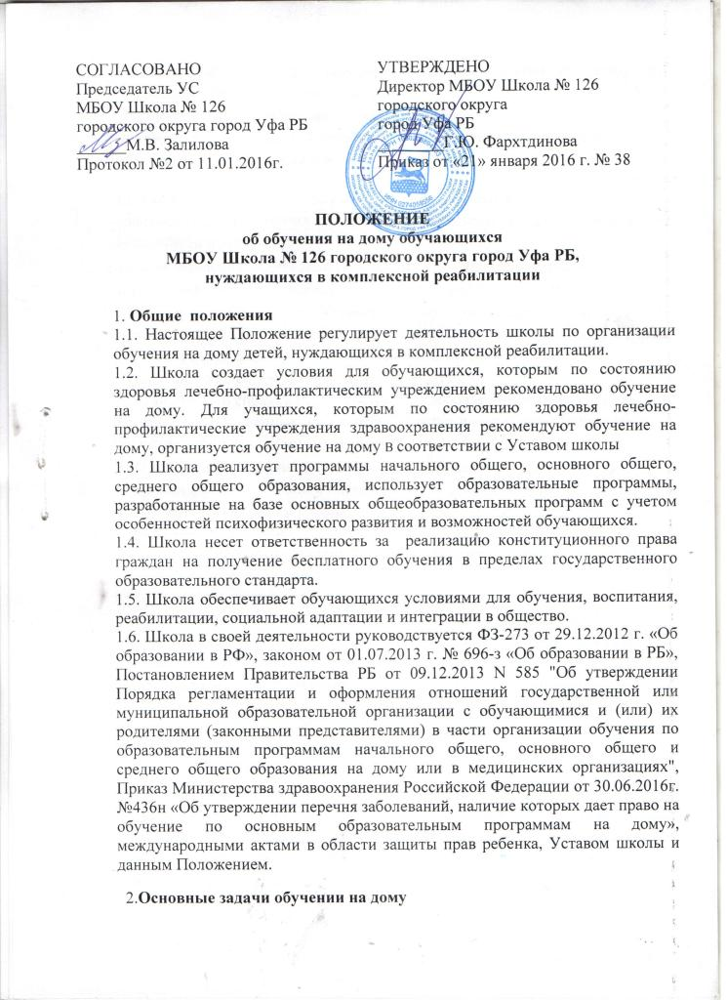 СОГЛАСОВАНО
Председатель УС
МБОУ Школа № 126
городского округа город Уфа РБ
М.В. Залилова
Протокол №2 от 11.01.2016г.
УТВЕРЖДЕНО
Директор МБОУ Школа № 126
городского округа
город Уфа РБ
Г.Ю. Фархтдинова
Приказ от «21» января 2016 г. № 38
ПОЛОЖЕНИЕ
об обучения на дому обучающихся
МБОУ Школа № 126 городского округа город Уфа РБ,
нуждающихся в комплексной реабилитации
1. Общие положения
1.1. Настоящее Положение регулирует деятельность школы по организации
обучения на дому детей, нуждающихся в комплексной реабилитации.
1.2. Школа создает условия для обучающихся, которым по состоянию
здоровья лечебно-профилактическим учреждением рекомендовано обучение
на дому. Для учащихся, которым по состоянию здоровья лечебно-
профилактические учреждения здравоохранения рекомендуют обучение на
дому, организуется обучение на дому в соответствии с Уставом школы
1.3. Школа реализует программы начального общего, основного общего,
среднего общего образования, использует образовательные программы,
разработанные на базе основных общеобразовательных программ с учетом
особенностей психофизического развития и возможностей обучающихся.
1.4. Школа несет ответственность за реализацию конституционного права
граждан на получение бесплатного обучения в пределах государственного
образовательного стандарта.
1.5. Школа обеспечивает обучающихся условиями для обучения, воспитания,
реабилитации, социальной адаптации и интеграции в общество.
1.6. Школа в своей деятельности руководствуется ФЗ-273 от 29.12.2012 г. «Об
образовании в РФ», законом от 01.07.2013 г. № 696-з «Об образовании в РБ»,
Постановлением Правительства РБ от 09.12.2013 N 585 "Об утверждении
Порядка регламентации и оформления отношений государственной или
муниципальной образовательной организации с обучающимися и (или) их
родителями (законными представителями) в части организации обучения по
образовательным программам начального общего, основного общего и
среднего общего образования на дому или в медицинских организациях",
Приказ Министерства здравоохранения Российской Федерации от 30.06.2016г.
№436н «Об утверждении перечня заболеваний, наличие которых дает право на
обучение по основным образовательным программам на дому»,
международными актами в области защиты прав ребенка, Уставом школы и
данным Положением.
2.Основные задачи обучении на дому